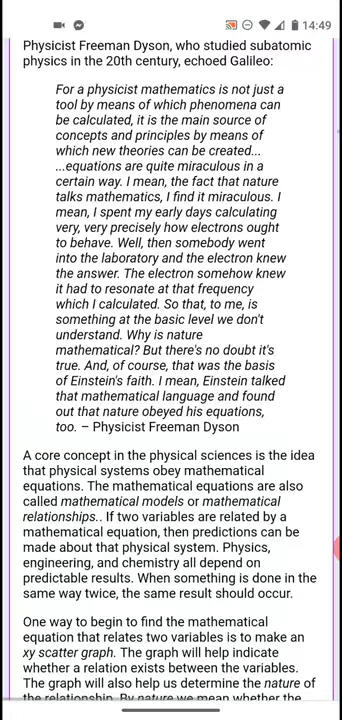 14:49
Physicist Freeman Dyson, who studied subatomic
physics in the 20th century, echoed Galileo:
For a physicist mathematics is not just a
tool by means of which phenomena can
be calculated, it is the main source of
concepts and principles by means of
which new theories can be created...
...equations are quite miraculous in a
certain way. I mean, the fact that nature
talks mathematics, I find it miraculous. I
mean, I spent my early days calculating
very, very precisely how electrons ought
to behave. Well, then somebody went
into the laboratory and the electron knew
the answer. The electron somehow knew
it had to resonate at that frequency
which I calculated. So that, to me, is
something at the basic level we don't
understand. Why is nature
mathematical? But there's no doubt it's
true. And, of course, that was the basis
of Einstein's faith. I mean, Einstein talked
that mathematical language and found
out that nature obeyed his equations,
too. – Physicist Freeman Dyson
A core concept in the physical sciences is the idea
that physical systems obey mathematical
equations. The mathematical equations are also
called mathematical models or mathematical
relationships.. If two variables are related by a
mathematical equation, then predictions can be
made about that physical system. Physics,
engineering, and chemistry all depend on
predictable results. When something is done in the
same way twice, the same result should occur.
One way to begin to find the mathematical
equation that relates two variables is to make an
xy scatter graph. The graph will help indicate
whether a relation exists between the variables.
The graph will also help us determine the nature of
the relationship. By nature we mean whether the